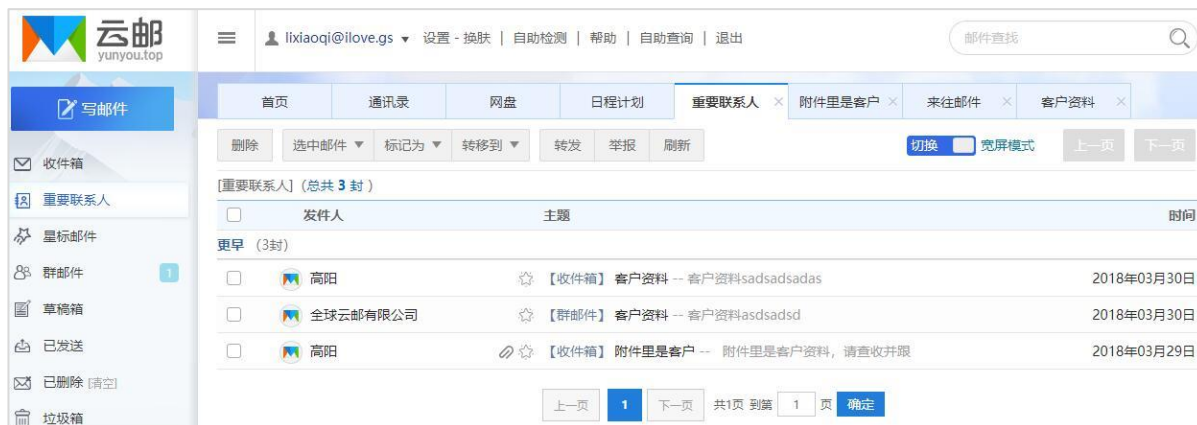 云邮
yunyou.top
lixiaoqi@ilove.gs ▼ 设置 - 换肤 | 自助检测 | 帮助 | 自助查询 | 退出
邮件查找
写邮件
收件箱
重要联系人
星标邮件
群邮件 1
草稿箱
已发送
已删除 [清空]
垃圾箱
首页 通讯录 网盘 日程计划 重要联系人 × 附件里是客户 × 来往邮件 × 客户资料 ×
删除 选中邮件 ▼ 标记为 ▼ 转移到 ▼ 转发 举报 刷新 切换 宽屏模式 上一页 下一页
[重要联系人]（总共 3 封 ）
发件人 主题 时间
更早 （3封）
高阳 【收件箱】 客户资料 -- 客户资料sadsadsadas 2018年03月30日
全球云邮有限公司 【群邮件】 客户资料 -- 客户资料asdsadsd 2018年03月30日
高阳 【收件箱】 附件里是客户 -- 附件里是客户资料，请查收并跟 2018年03月29日
上一页 1 下一页 共1页 到第 1 页 确定